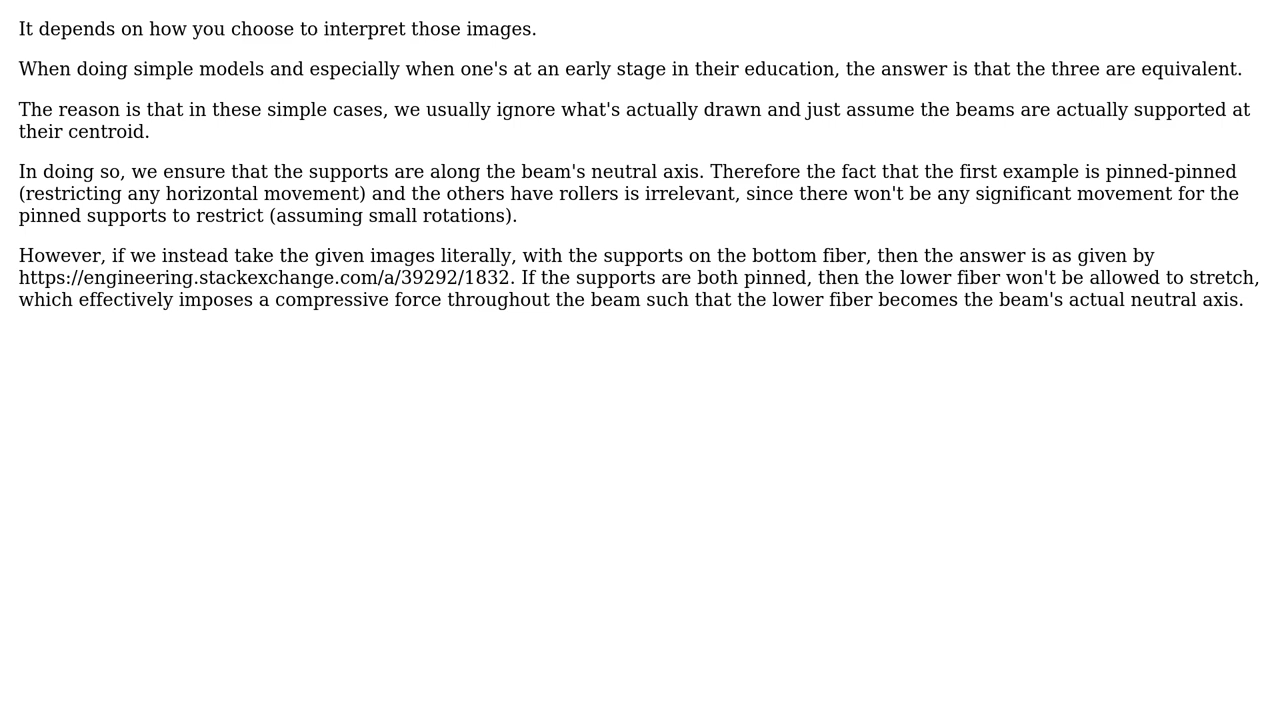 It depends on how you choose to interpret those images.
When doing simple models and especially when one's at an early stage in their education, the answer is that the three are equivalent.
The reason is that in these simple cases, we usually ignore what's actually drawn and just assume the beams are actually supported at
their centroid.
In doing so, we ensure that the supports are along the beam's neutral axis. Therefore the fact that the first example is pinned-pinned
(restricting any horizontal movement) and the others have rollers is irrelevant, since there won't be any significant movement for the
pinned supports to restrict (assuming small rotations).
However, if we instead take the given images literally, with the supports on the bottom fiber, then the answer is as given by
https://engineering.stackexchange.com/a/39292/1832. If the supports are both pinned, then the lower fiber won't be allowed to stretch,
which effectively imposes a compressive force throughout the beam such that the lower fiber becomes the beam's actual neutral axis.